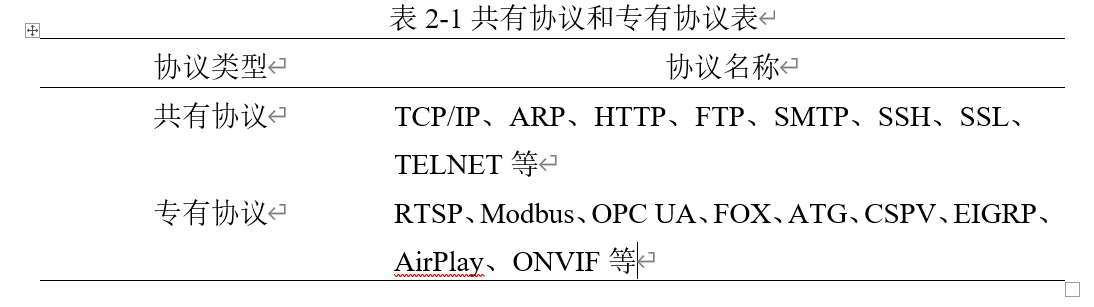 表 2-1 共有协议和专有协议表
协议类型 协议名称
共有协议 TCP/IP、ARP、HTTP、FTP、SMTP、SSH、SSL、
TELNET 等
专有协议 RTSP、Modbus、OPC UA、FOX、ATG、CSPV、EIGRP、
AirPlay、ONVIF 等